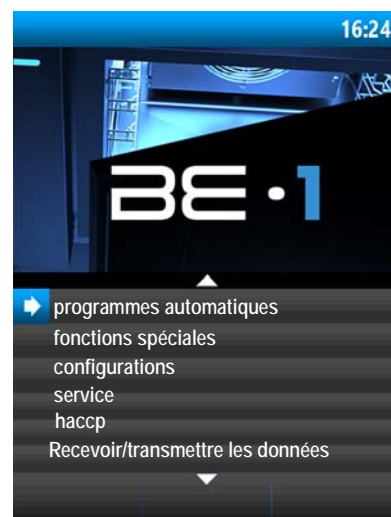 16:24
BE•1
programmes automatiques
fonctions spéciales
configurations
service
haccp
Recevoir/transmettre les données